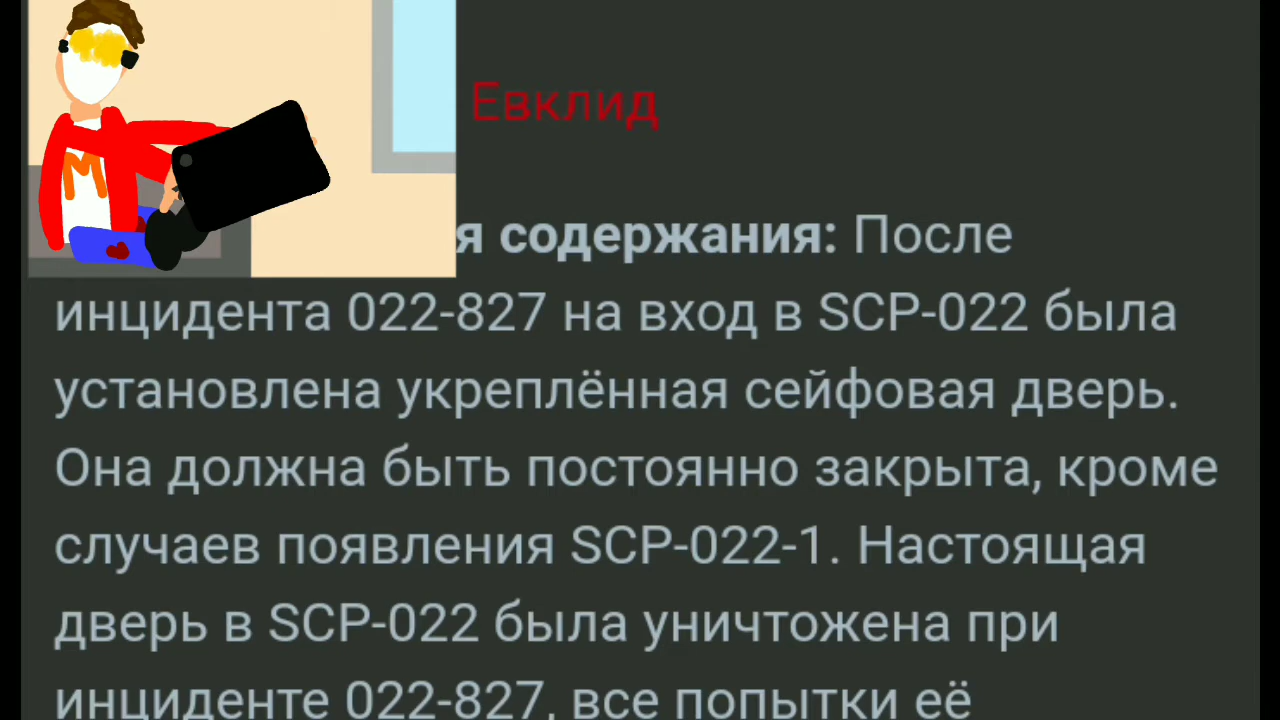 Евклид
я содержания: После
инцидента 022-827 на вход в SCP-022 была
установлена укреплённая сейфовая дверь.
Она должна быть постоянно закрыта, кроме
случаев появления SCP-022-1. Настоящая
дверь в SCP-022 была уничтожена при
инциденте 022-827, все попытки её
M